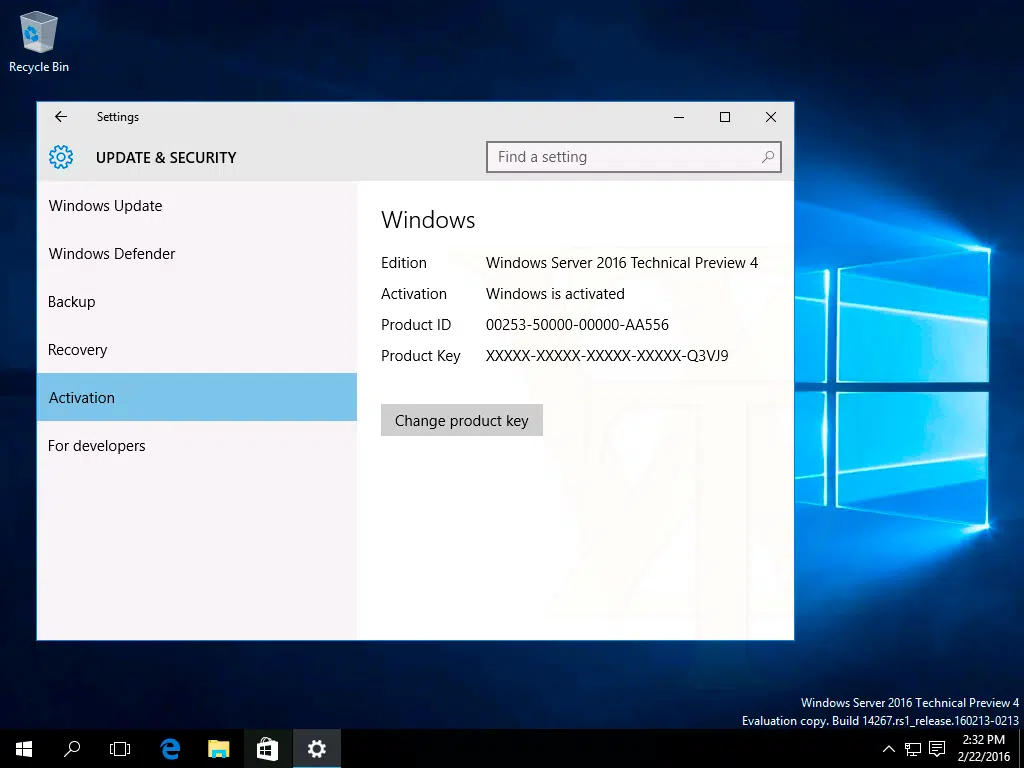 Recycle Bin
Settings
UPDATE & SECURITY
Find a setting
Windows Update
Windows Defender
Backup
Recovery
Activation
For developers
Windows
Edition Windows Server 2016 Technical Preview 4
Activation Windows is activated
Product ID 00253-50000-00000-AA556
Product Key XXXXX-XXXXX-XXXXX-XXXXX-Q3VJ9
Change product key
Windows Server 2016 Technical Preview 4
Evaluation copy. Build 14267.rs1_release.160213-0213
2:32 PM
2/22/2016